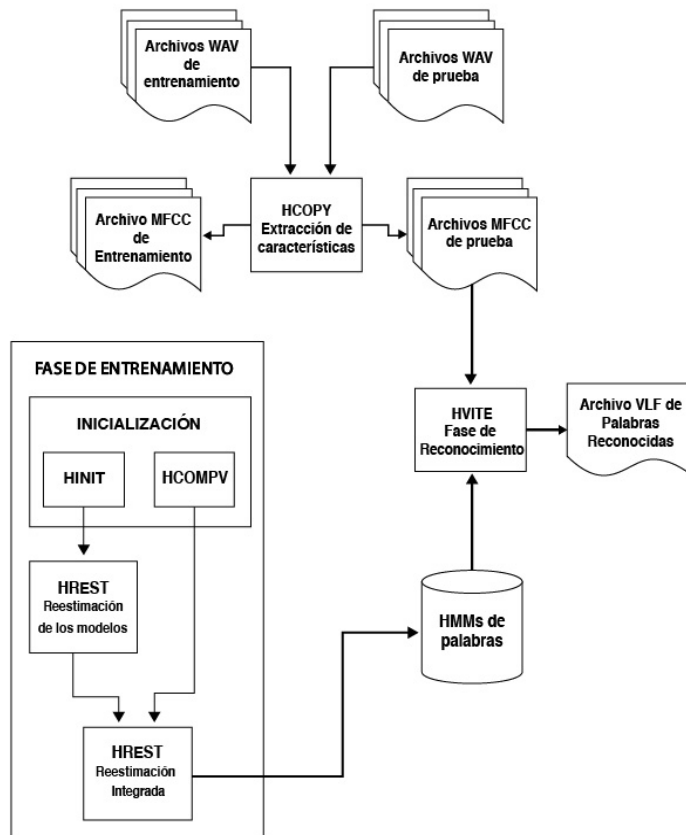 Archivos WAV
de
entrenamiento
Archivos WAV
de prueba
Archivo MFCC
de
Entrenamiento
HCOPY
Extracción de
características
Archivos MFCC
de prueba
FASE DE ENTRENAMIENTO
INICIALIZACIÓN
HINIT
HCOMPV
HREST
Reestimación
de los modelos
HREST
Reestimación
Integrada
HVITE
Fase de
Reconocimiento
Archivo VLF de
Palabras
Reconocidas
HMMs de
palabras